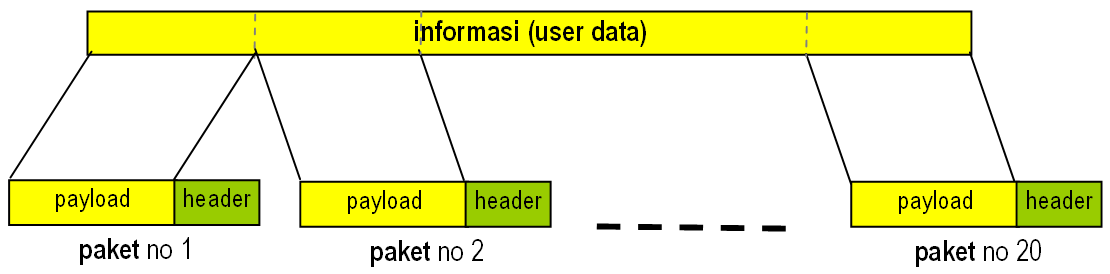 informasi (user data)
payload header payload header payload header
paket no 1 paket no 2 paket no 20